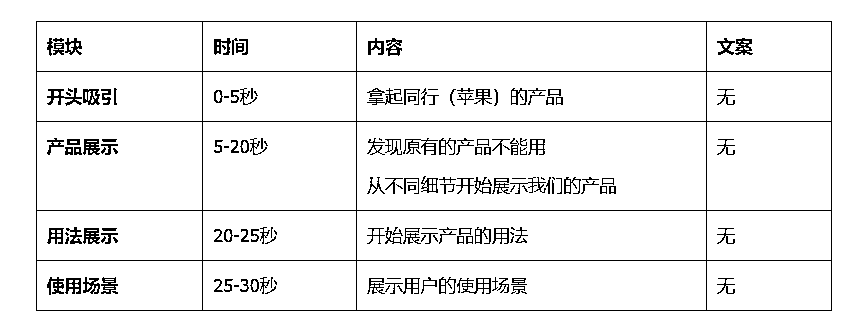 模块 时间 内容 文案
开头吸引 0-5秒 拿起同行（苹果）的产品 无
产品展示 5-20秒 发现原有的产品不能用 无
从不同细节开始展示我们的产品
用法展示 20-25秒 开始展示产品的用法 无
使用场景 25-30秒 展示用户的使用场景 无